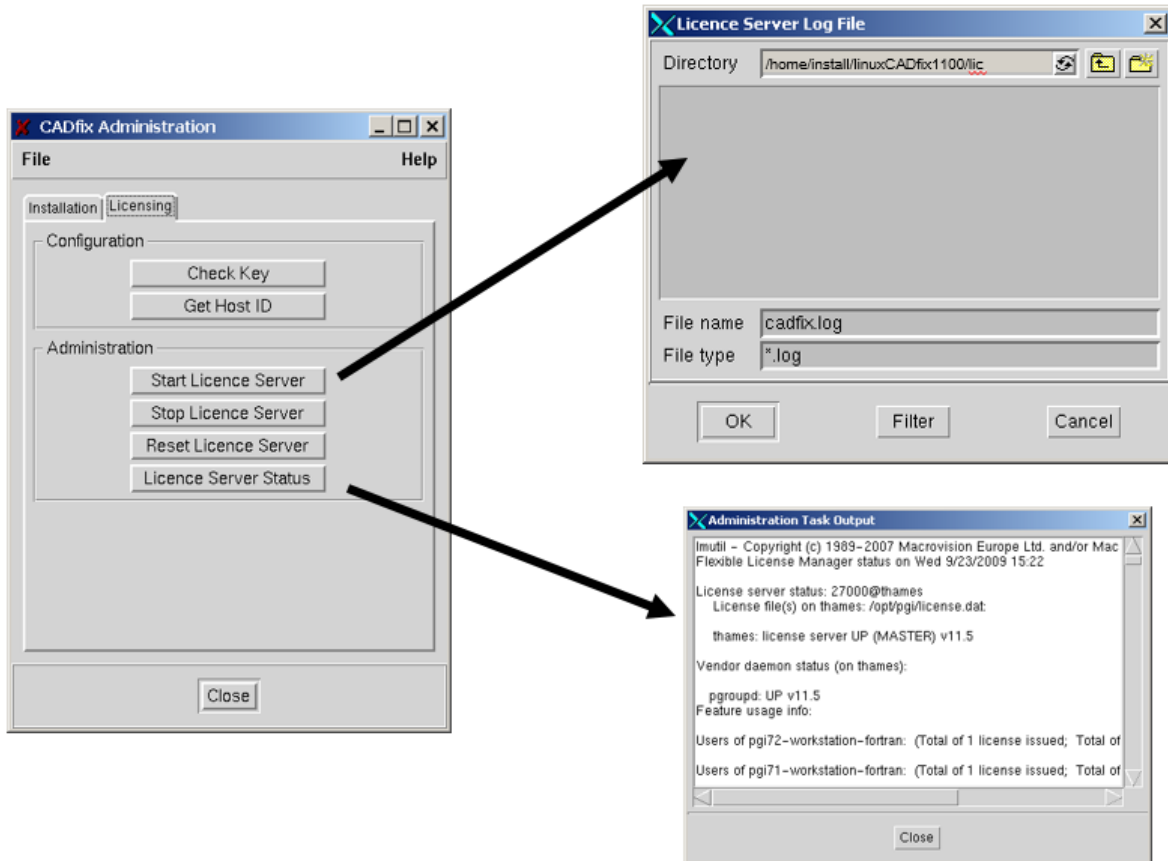 CADfix Administration
File Help
Installation Licensing
Configuration
Check Key
Get Host ID
Administration
Start Licence Server
Stop Licence Server
Reset Licence Server
Licence Server Status
Close
Licence Server Log File
Directory /home/install/linuxCADfix1100/lic
File name cadfix.log
File type *.log
OK Filter Cancel
Administration Task Output
lmutil - Copyright (c) 1989-2007 Macrovision Europe Ltd. and/or Mac
Flexible License Manager status on Wed 9/23/2009 15:22
License server status: 27000@thames
License file(s) on thames: /opt/pgi/license.dat:
thames: license server UP (MASTER) v11.5
Vendor daemon status (on thames):
pgroupd: UP v11.5
Feature usage info:
Users of pgi72-workstation-fortran: (Total of 1 license issued; Total of
Users of pgi71-workstation-fortran: (Total of 1 license issued; Total of
Close